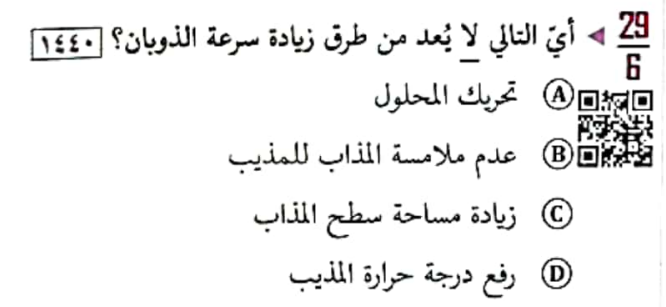 29
6
◄ أيّ التالي لا يُعد من طرق زيادة سرعة الذوبان؟ ١٤٤٠
A تحريك المحلول
B عدم ملامسة المذاب للمذيب
C زيادة مساحة سطح المذاب
D رفع درجة حرارة المذيب